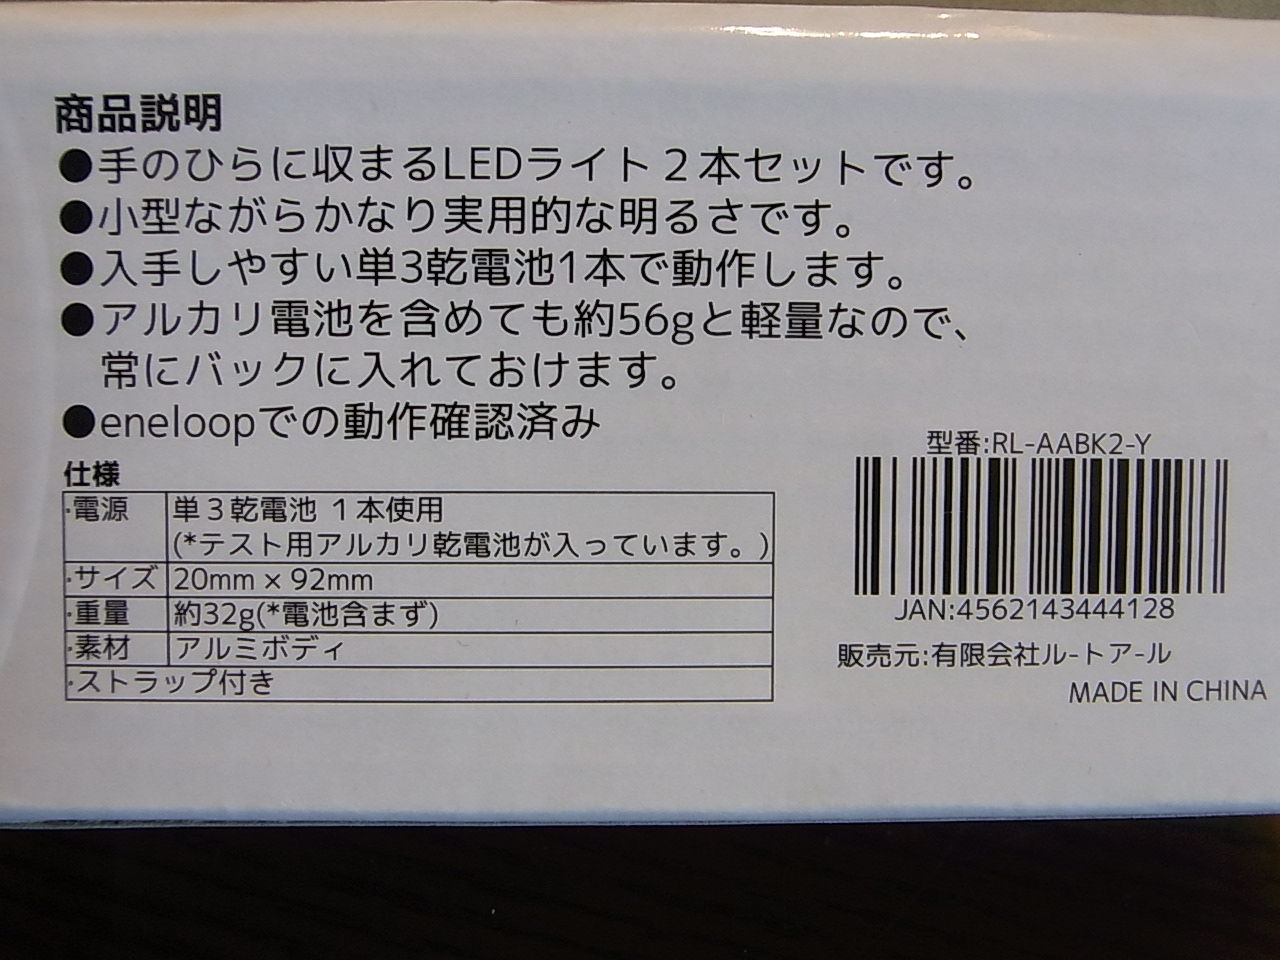 商品説明
●手のひらに収まるLEDライト２本セットです。
●小型ながらかなり実用的な明るさです。
●入手しやすい単3乾電池1本で動作します。
●アルカリ電池を含めても約56gと軽量なので、
常にバックに入れておけます。
●eneloopでの動作確認済み
仕様
・電源 単３乾電池 １本使用
(*テスト用アルカリ乾電池が入っています。)
・サイズ 20mm × 92mm
・重量 約32g(*電池含まず)
・素材 アルミボディ
・ストラップ付き
型番:RL-AABK2-Y
JAN:4562143444128
販売元:有限会社ル-トア-ル
MADE IN CHINA